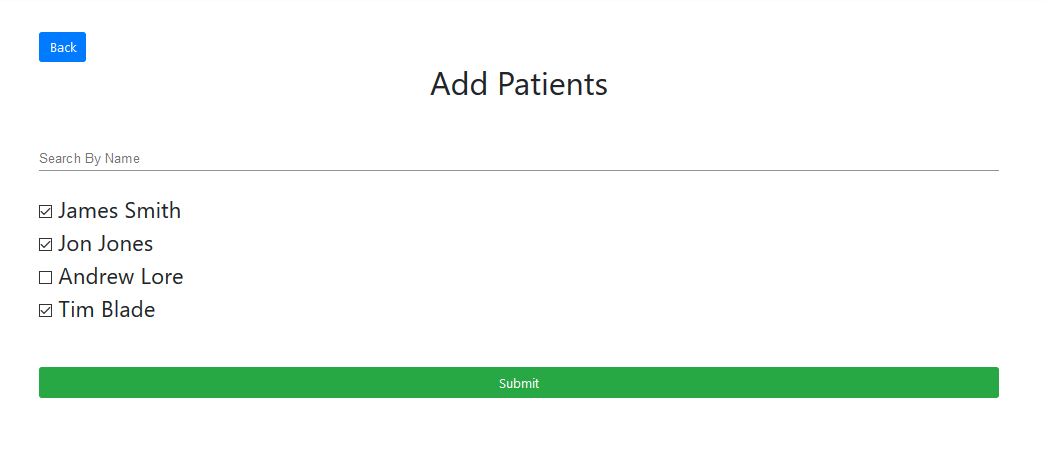 Back
Add Patients
Search By Name
James Smith
Jon Jones
Andrew Lore
Tim Blade
Submit